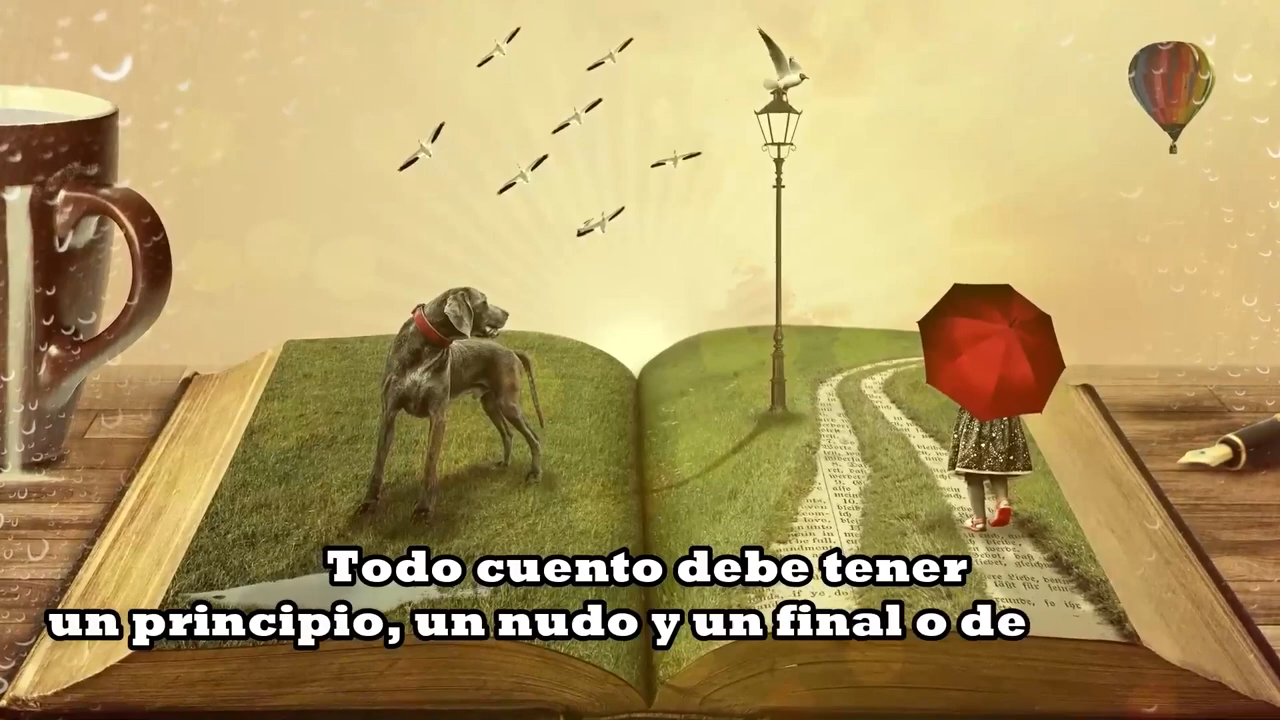 Todo cuento debe tener
un principio, un nudo y un final o de